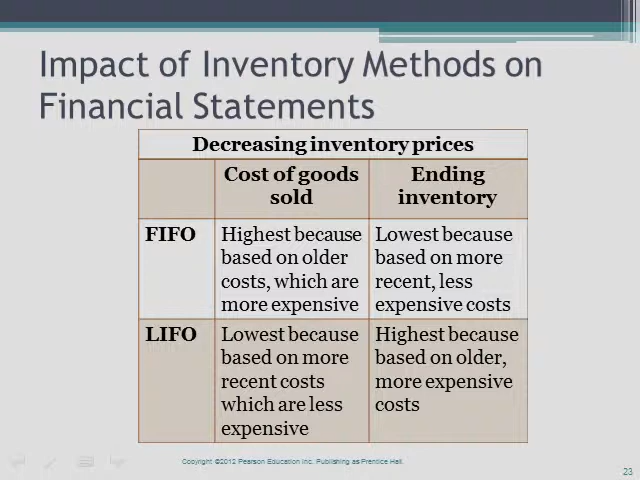 Impact of Inventory Methods on
Financial Statements
Decreasing inventory prices
Cost of goods
sold
Ending
inventory
FIFO
Highest because
based on older
costs, which are
more expensive
Lowest because
based on more
recent, less
expensive costs
LIFO
Lowest because
based on more
recent costs
which are less
expensive
Highest because
based on older,
more expensive
costs
Copyright ©2012 Pearson Education Inc. Publishing as Prentice Hall.
23